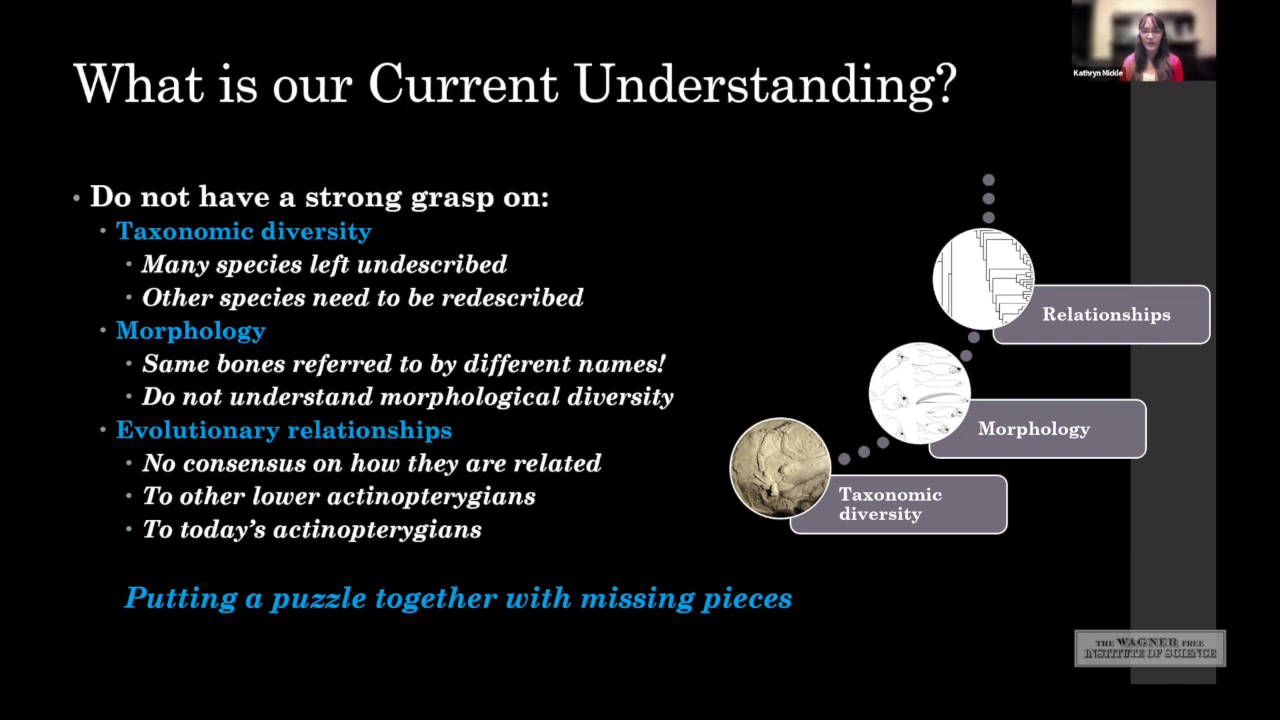 Kathryn Mickle
What is our Current Understanding?
Do not have a strong grasp on:
Taxonomic diversity
Many species left undescribed
Other species need to be redescribed
Morphology
Same bones referred to by different names!
Do not understand morphological diversity
Evolutionary relationships
No consensus on how they are related
To other lower actinopterygians
To today's actinopterygians
Putting a puzzle together with missing pieces
Relationships
Morphology
Taxonomic
diversity
THE WAGNER FREE
INSTITUTE OF SCIENCE